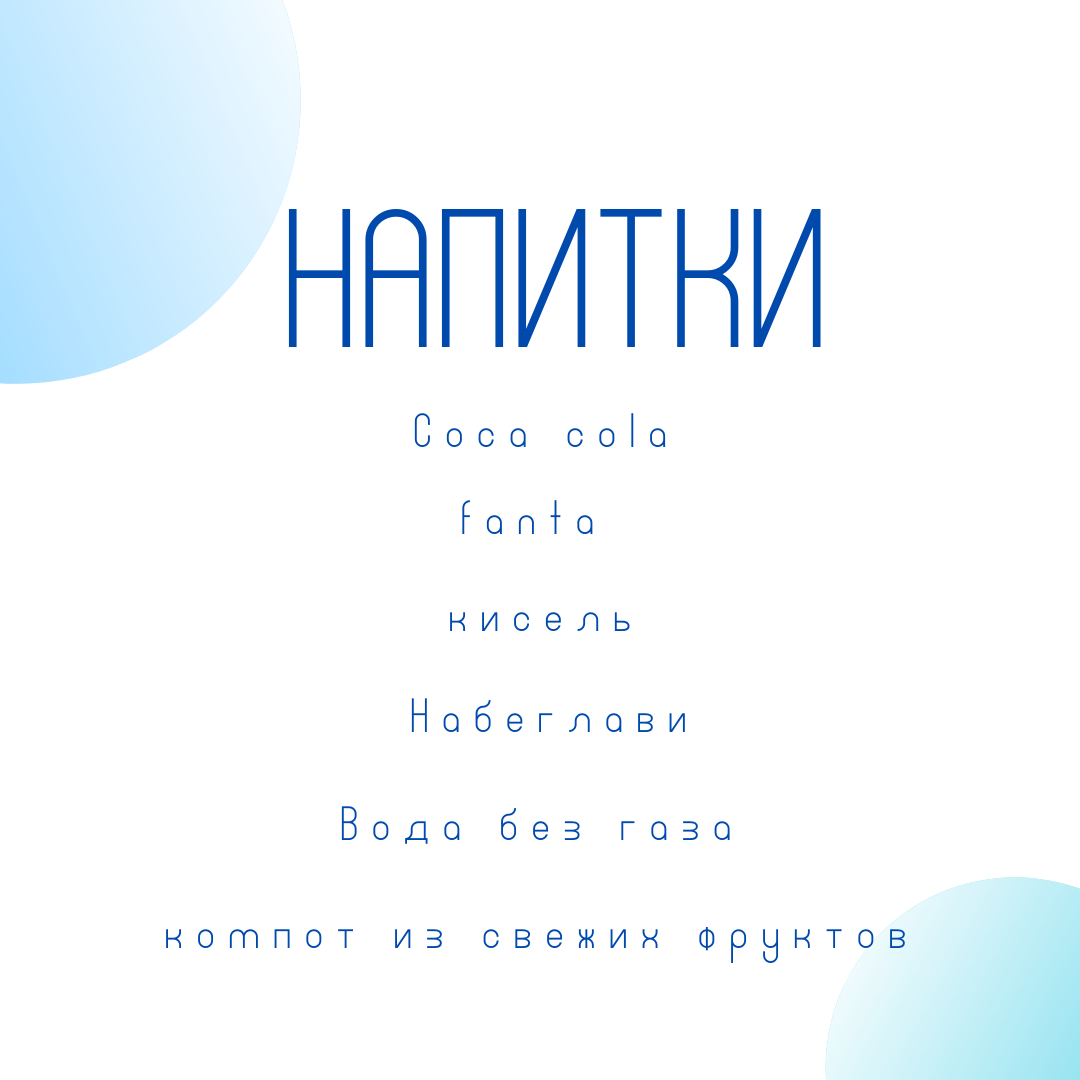 НАПИТКИ
Coca cola
fanta
кисель
Набеглави
Вода без газа
компот из свежих фруктов